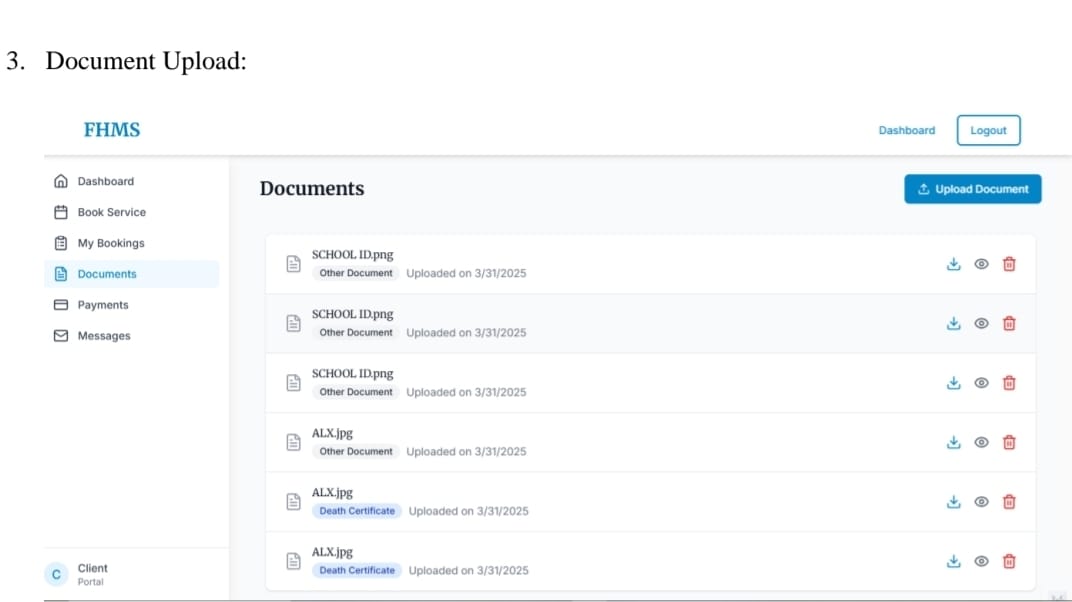 3. Document Upload:
FHMS
Dashboard
Logout
Dashboard
Book Service
My Bookings
Documents
Payments
Messages
Client
Portal
C
Documents
Upload Document
SCHOOL ID.png
Other Document Uploaded on 3/31/2025
SCHOOL ID.png
Other Document Uploaded on 3/31/2025
SCHOOL ID.png
Other Document Uploaded on 3/31/2025
ALX.jpg
Other Document Uploaded on 3/31/2025
ALX.jpg
Death Certificate Uploaded on 3/31/2025
ALX.jpg
Death Certificate Uploaded on 3/31/2025